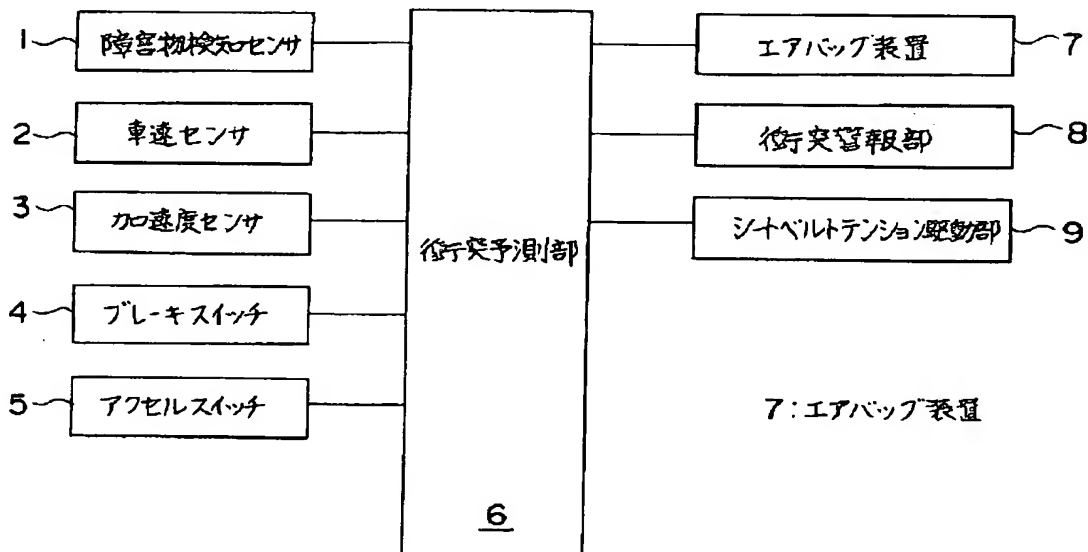 1 障害物検知センサ
2 車速センサ
3 加速度センサ
4 ブレーキスイッチ
5 アクセルスイッチ
衝突予測部
6
エアバッグ装置 7
衝突警報部 8
シートベルトテンション駆動部 9
7:エアバッグ装置